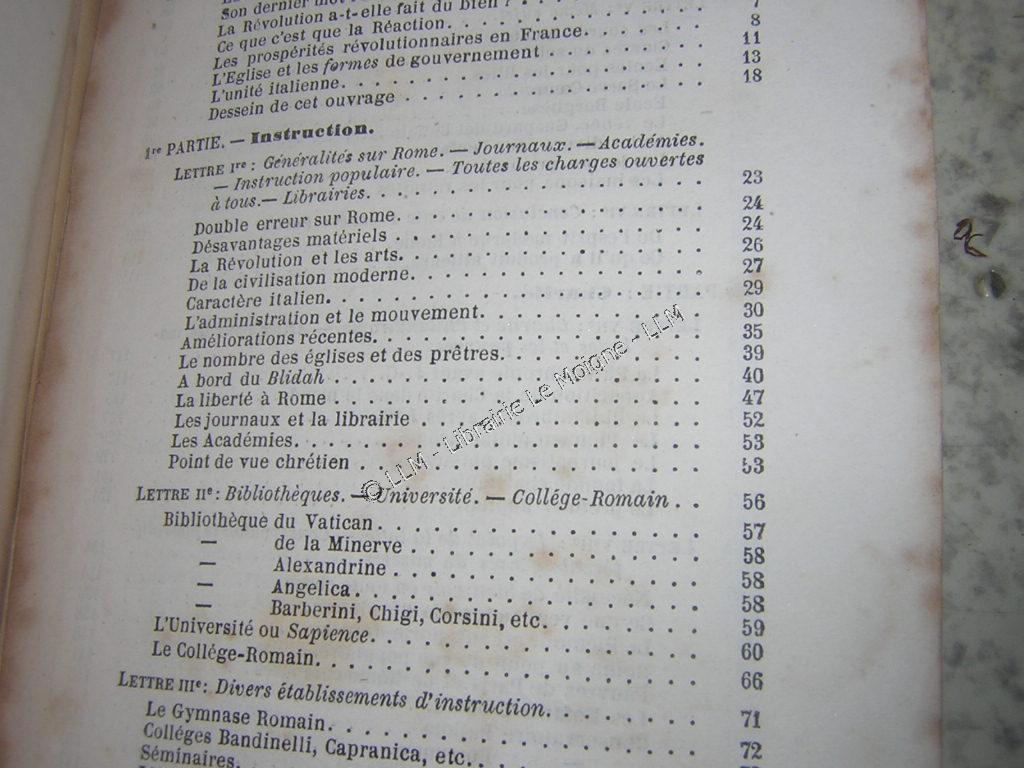 Son dernier mot
La Révolution a-t-elle fait du bien ?
Ce que c'est que la Réaction. 7
Les prospérités révolutionnaires en France. 8
L'Eglise et les formes de gouvernement 11
L'unité italienne. 13
Dessein de cet ouvrage 18
1re PARTIE. — Instruction.
LETTRE Ire : Généralités sur Rome. — Journaux. — Académies.
— Instruction populaire. — Toutes les charges ouvertes
à tous.— Librairies. 23
Double erreur sur Rome. 24
Désavantages matériels 24
La Révolution et les arts. 26
De la civilisation moderne. 27
Caractère italien. 29
L'administration et le mouvement. 30
Améliorations récentes. 35
Le nombre des églises et des prêtres. 39
A bord du Blidah 40
La liberté à Rome 47
Les journaux et la librairie 52
Les Académies. 53
Point de vue chrétien 53
LETTRE IIe : Bibliothèques. — Université. — Collége-Romain . . 56
Bibliothèque du Vatican. 57
— de la Minerve 58
— Alexandrine 58
— Angelica. 58
— Barberini, Chigi, Corsini, etc. 59
L'Université ou Sapience. 60
Le Collége-Romain. 66
LETTRE IIIe : Divers établissements d'instruction. 71
Le Gymnase Romain. 72
Colléges Bandinelli, Capranica, etc.
Séminaires.
© LLM - Librairie Le Moigne - LLM